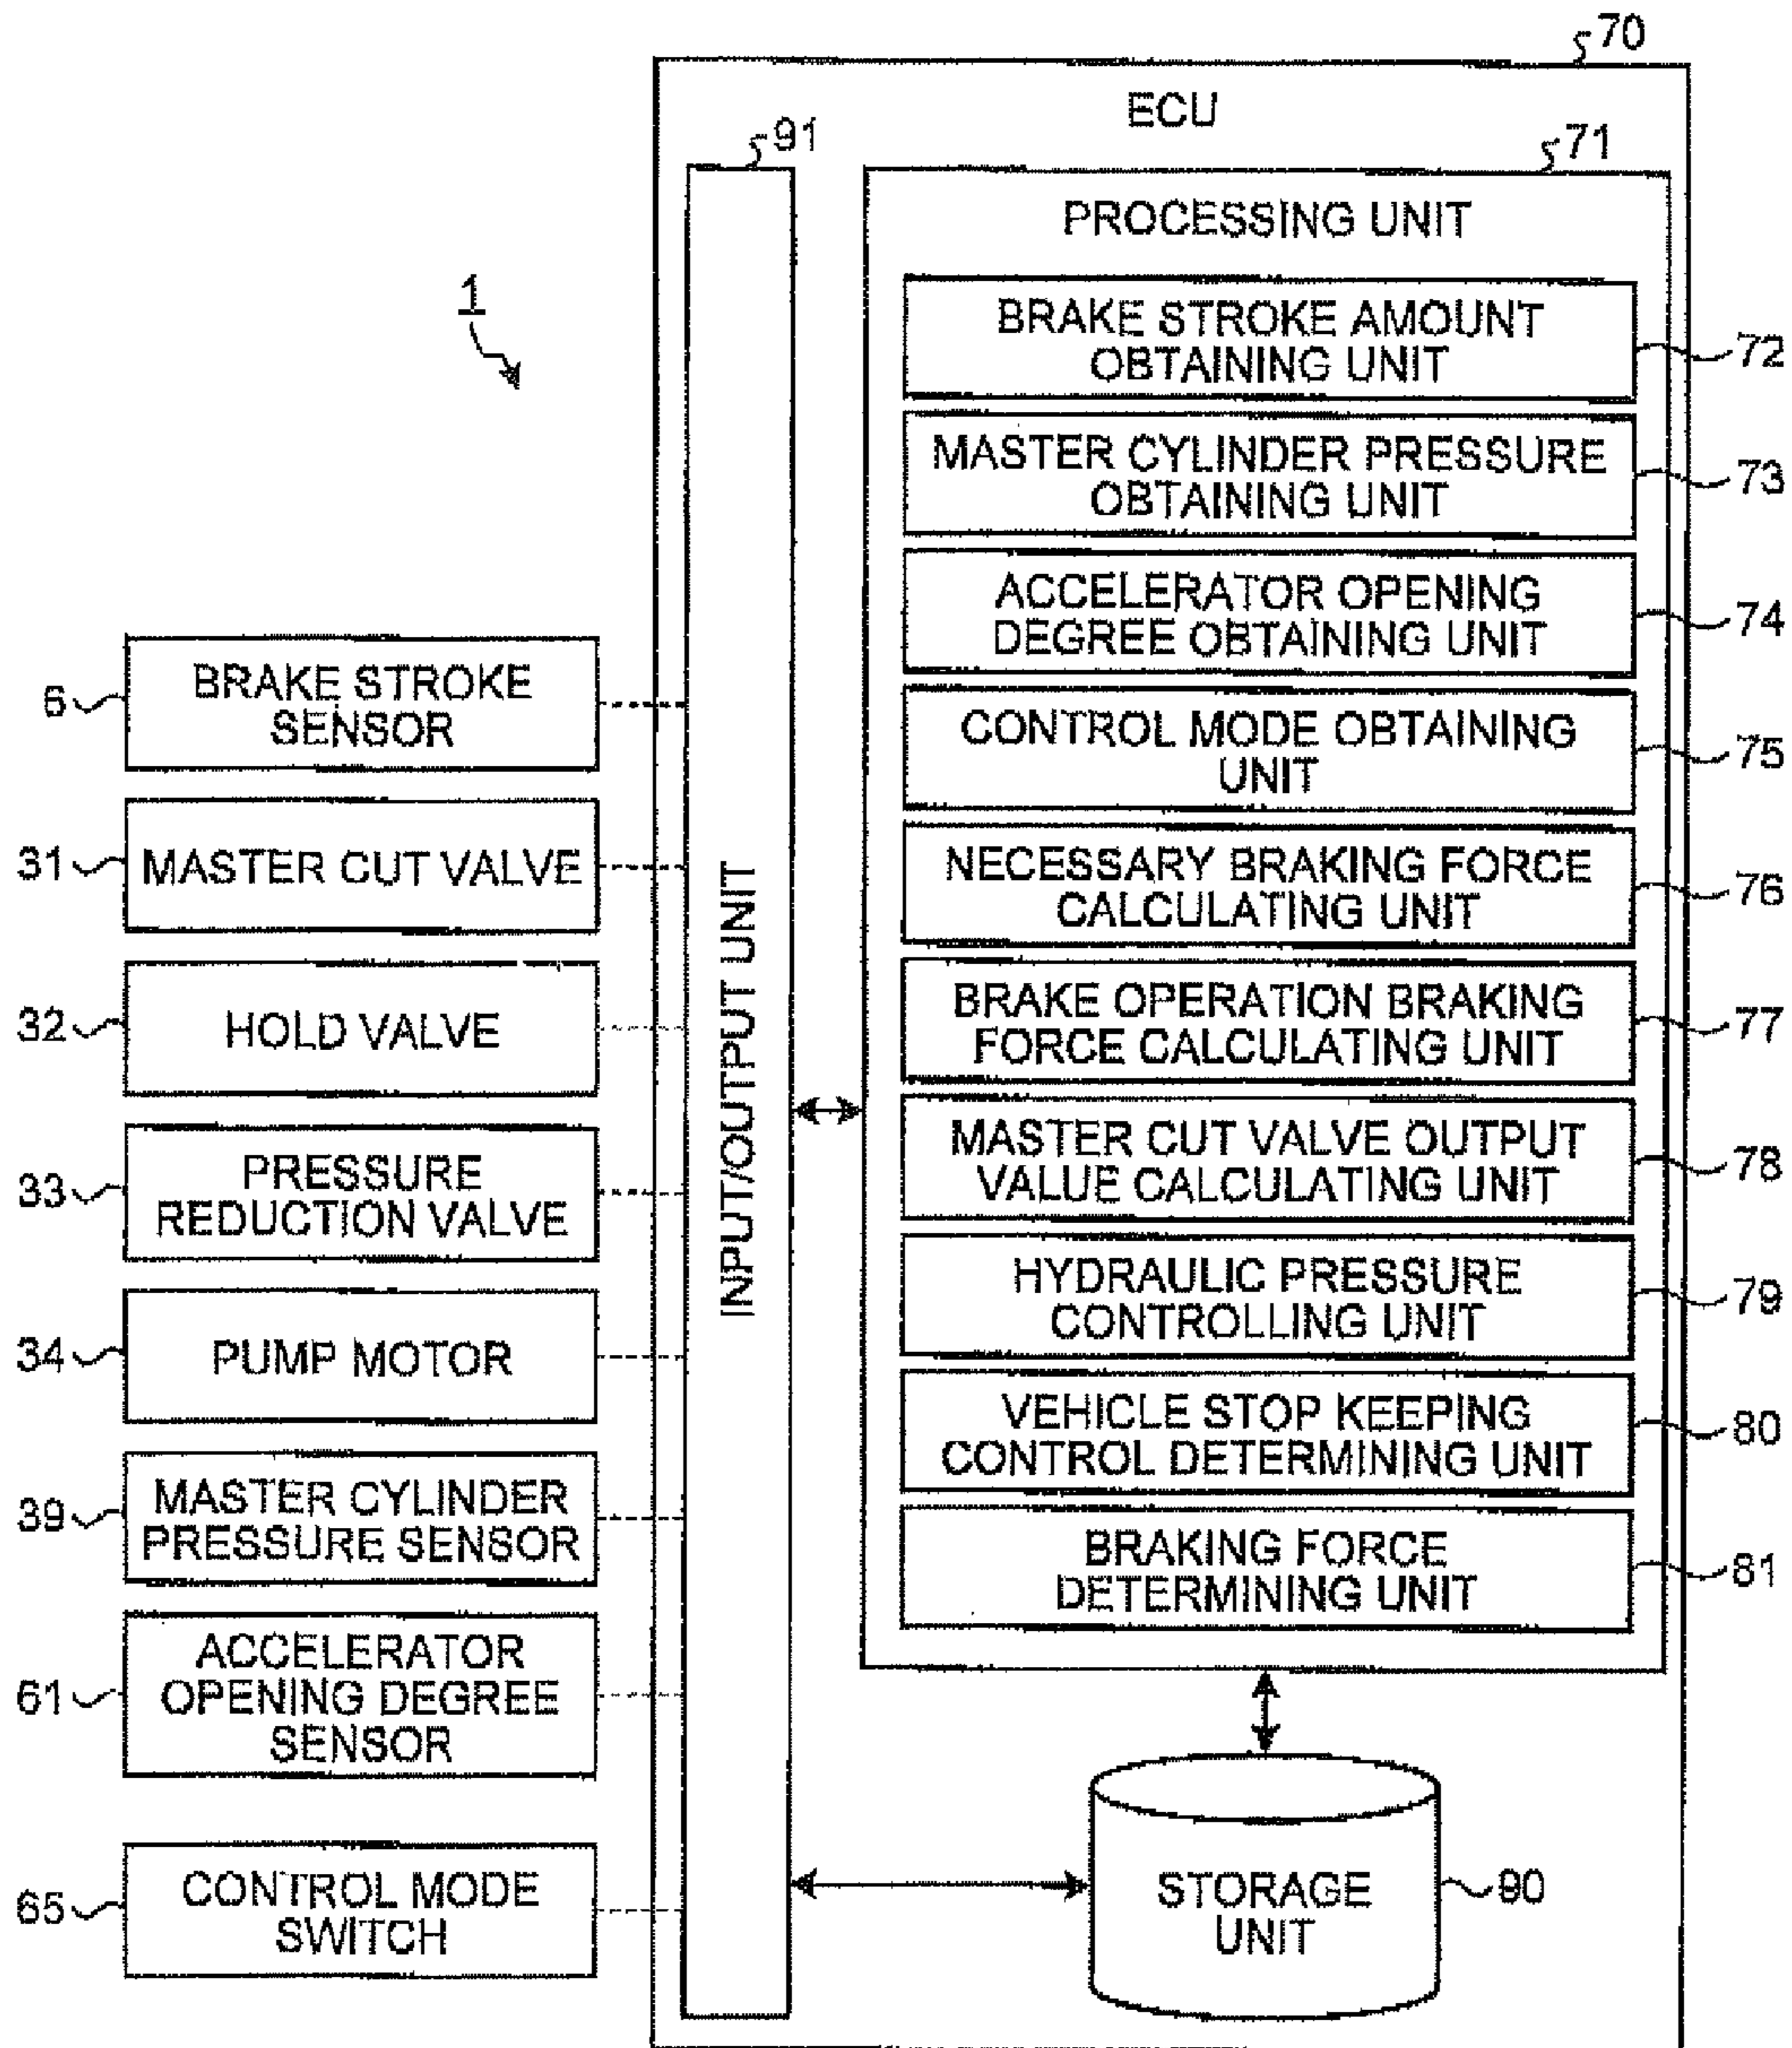 70
ECU
91
71
PROCESSING UNIT
1
BRAKE STROKE AMOUNT
OBTAINING UNIT
72
MASTER CYLINDER PRESSURE
OBTAINING UNIT
73
ACCELERATOR OPENING
DEGREE OBTAINING UNIT
74
CONTROL MODE OBTAINING
UNIT
75
NECESSARY BRAKING FORCE
CALCULATING UNIT
76
BRAKE OPERATION BRAKING
FORCE CALCULATING UNIT
77
MASTER CUT VALVE OUTPUT
VALUE CALCULATING UNIT
78
HYDRAULIC PRESSURE
CONTROLLING UNIT
79
VEHICLE STOP KEEPING
CONTROL DETERMINING UNIT
80
BRAKING FORCE
DETERMINING UNIT
81
INPUT/OUTPUT UNIT
6
BRAKE STROKE
SENSOR
31
MASTER CUT VALVE
32
HOLD VALVE
33
PRESSURE
REDUCTION VALVE
34
PUMP MOTOR
39
MASTER CYLINDER
PRESSURE SENSOR
61
ACCELERATOR
OPENING DEGREE
SENSOR
65
CONTROL MODE
SWITCH
STORAGE
UNIT
90